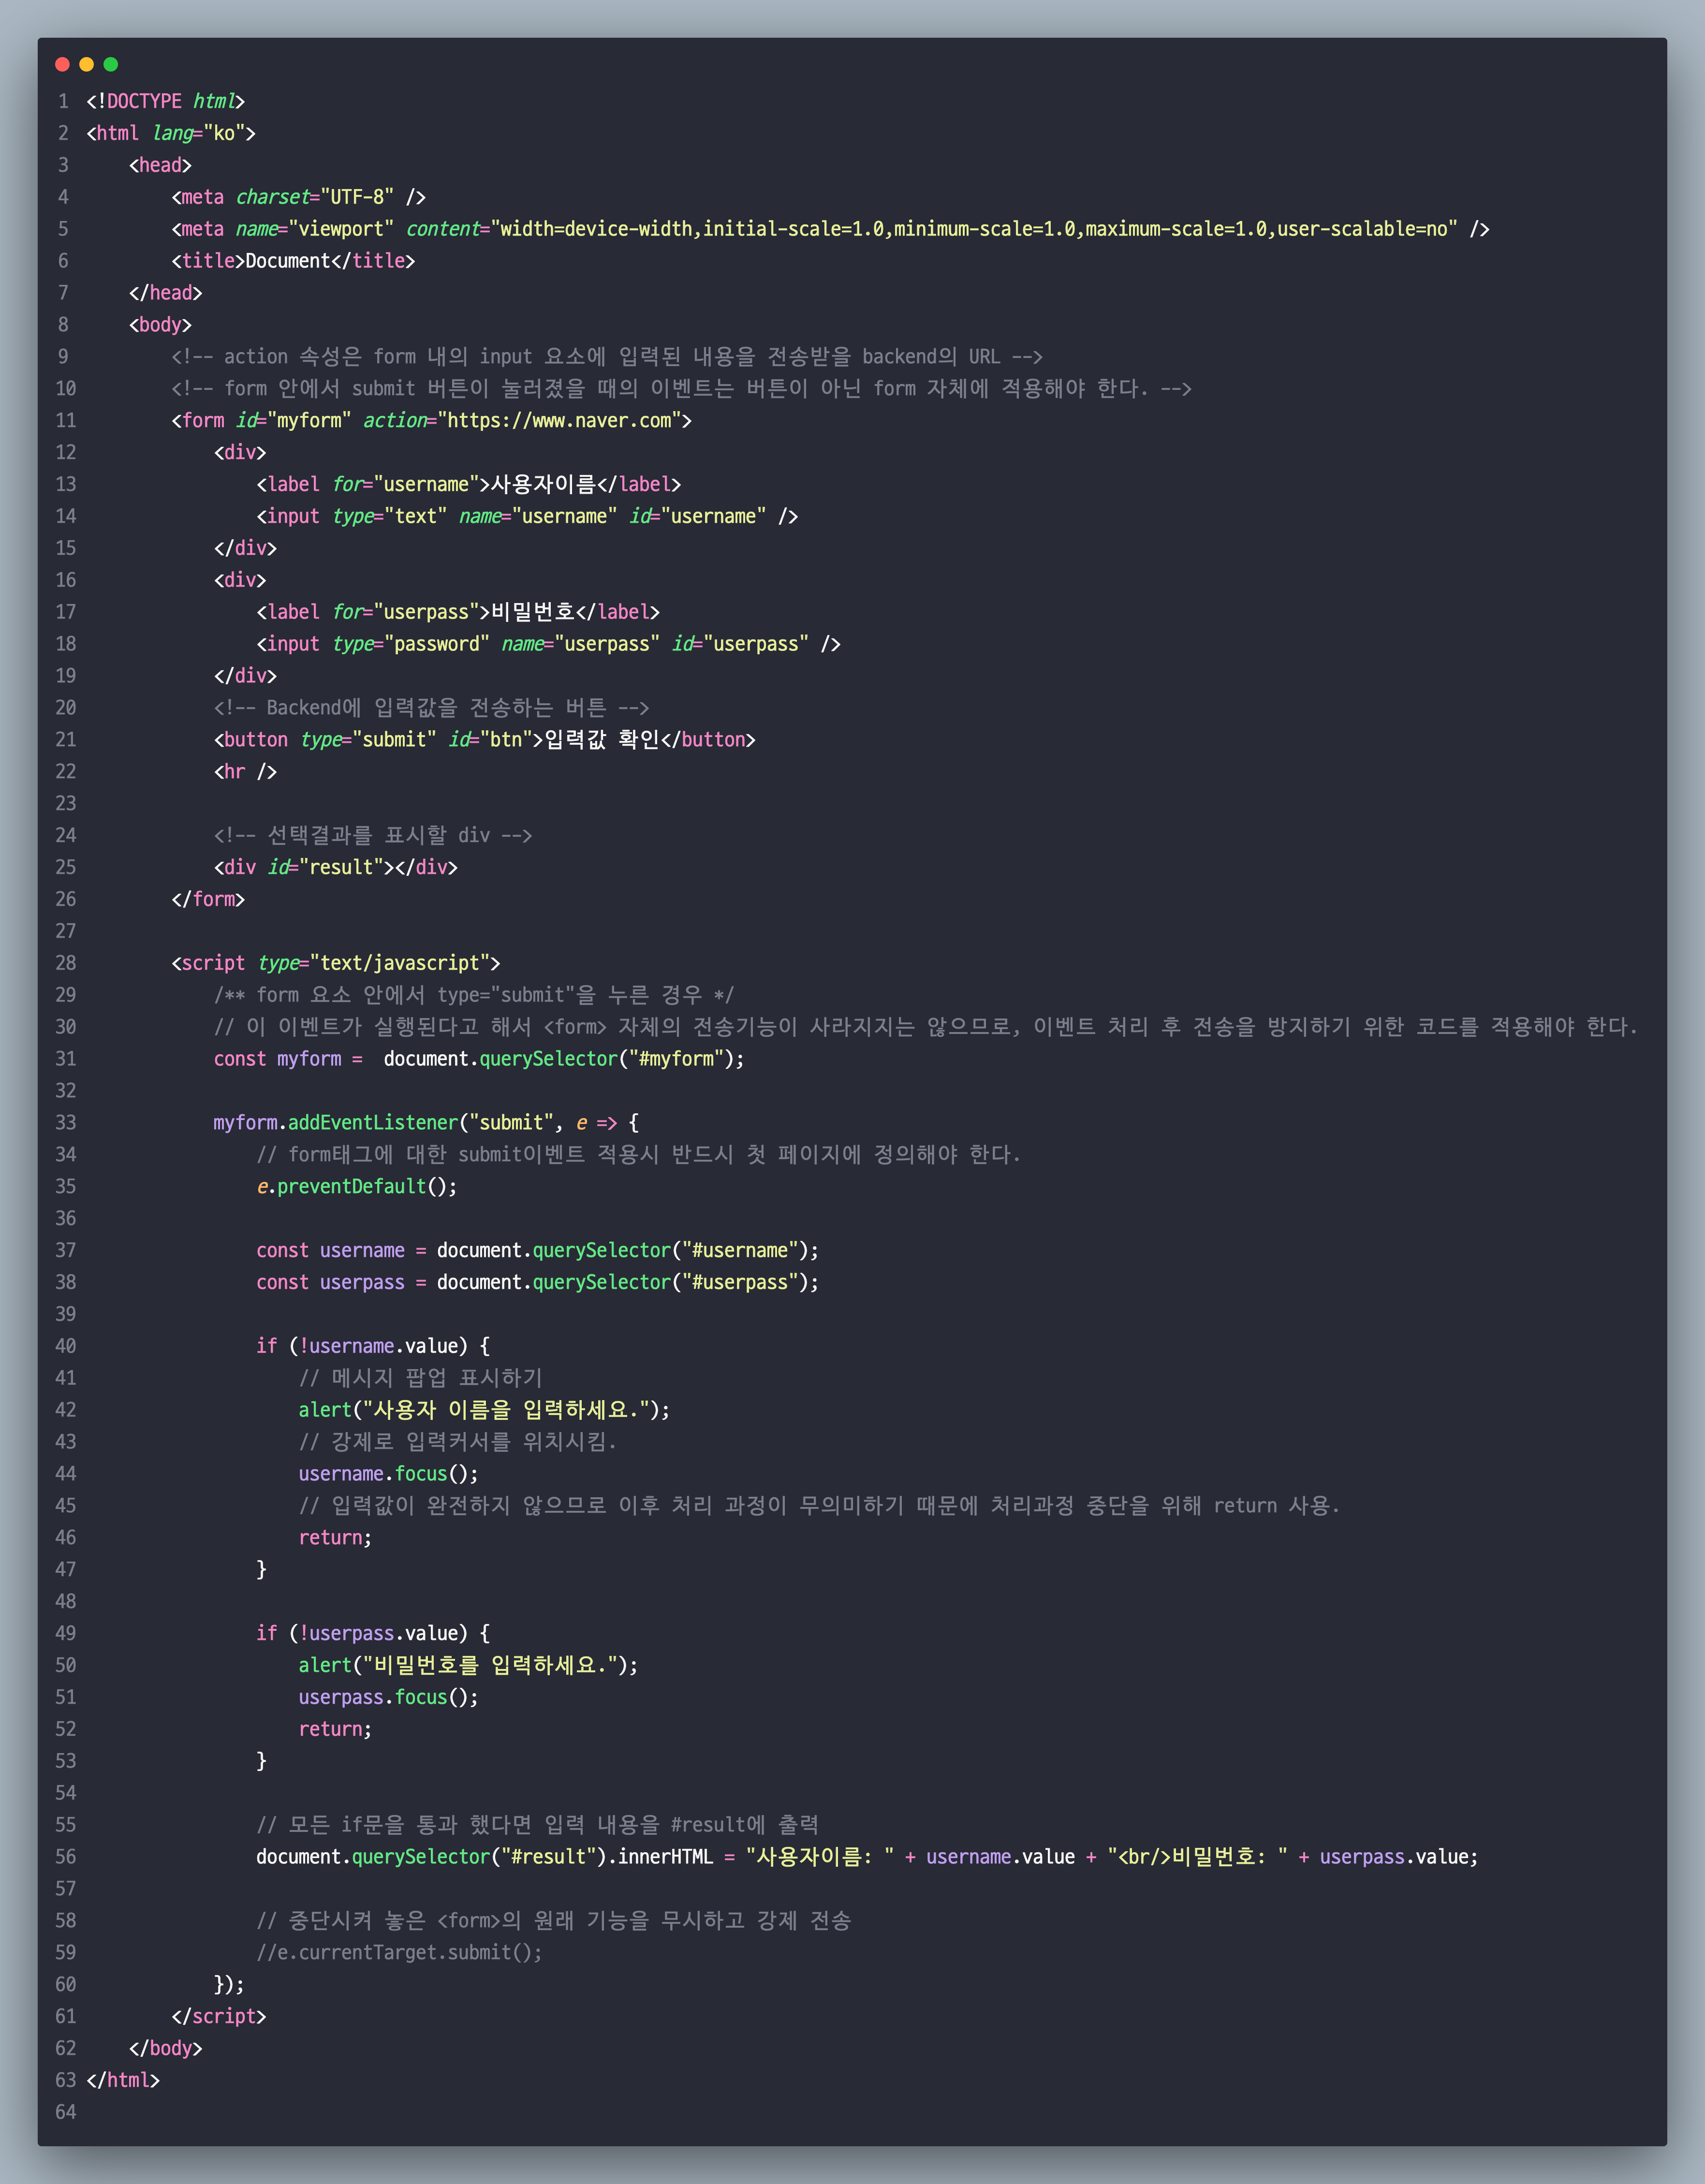 1 <!DOCTYPE html>
2 <html lang="ko">
3     <head>
4         <meta charset="UTF-8" />
5         <meta name="viewport" content="width=device-width,initial-scale=1.0,minimum-scale=1.0,maximum-scale=1.0,user-scalable=no" />
6         <title>Document</title>
7     </head>
8     <body>
9         <!-- action 속성은 form 내의 input 요소에 입력된 내용을 전송받을 backend의 URL -->
10         <!-- form 안에서 submit 버튼이 눌러졌을 때의 이벤트는 버튼이 아닌 form 자체에 적용해야 한다. -->
11         <form id="myform" action="https://www.naver.com">
12             <div>
13                 <label for="username">사용자이름</label>
14                 <input type="text" name="username" id="username" />
15             </div>
16             <div>
17                 <label for="userpass">비밀번호</label>
18                 <input type="password" name="userpass" id="userpass" />
19             </div>
20             <!-- Backend에 입력값을 전송하는 버튼 -->
21             <button type="submit" id="btn">입력값 확인</button>
22             <hr />
23
24             <!-- 선택결과를 표시할 div -->
25             <div id="result"></div>
26         </form>
27
28         <script type="text/javascript">
29             /** form 요소 안에서 type="submit"을 누른 경우 */
30             // 이 이벤트가 실행된다고 해서 <form> 자체의 전송기능이 사라지지는 않으므로, 이벤트 처리 후 전송을 방지하기 위한 코드를 적용해야 한다.
31             const myform =  document.querySelector("#myform");
32
33             myform.addEventListener("submit", e => {
34                 // form태그에 대한 submit이벤트 적용시 반드시 첫 페이지에 정의해야 한다.
35                 e.preventDefault();
36
37                 const username = document.querySelector("#username");
38                 const userpass = document.querySelector("#userpass");
39
40                 if (!username.value) {
41                     // 메시지 팝업 표시하기
42                     alert("사용자 이름을 입력하세요.");
43                     // 강제로 입력커서를 위치시킴.
44                     username.focus();
45                     // 입력값이 완전하지 않으므로 이후 처리 과정이 무의미하기 때문에 처리과정 중단을 위해 return 사용.
46                     return;
47                 }
48
49                 if (!userpass.value) {
50                     alert("비밀번호를 입력하세요.");
51                     userpass.focus();
52                     return;
53                 }
54
55                 // 모든 if문을 통과 했다면 입력 내용을 #result에 출력
56                 document.querySelector("#result").innerHTML = "사용자이름: " + username.value + "<br/>비밀번호: " + userpass.value;
57
58                 // 중단시켜 놓은 <form>의 원래 기능을 무시하고 강제 전송
59                 //e.currentTarget.submit();
60             });
61         </script>
62     </body>
63 </html>
64